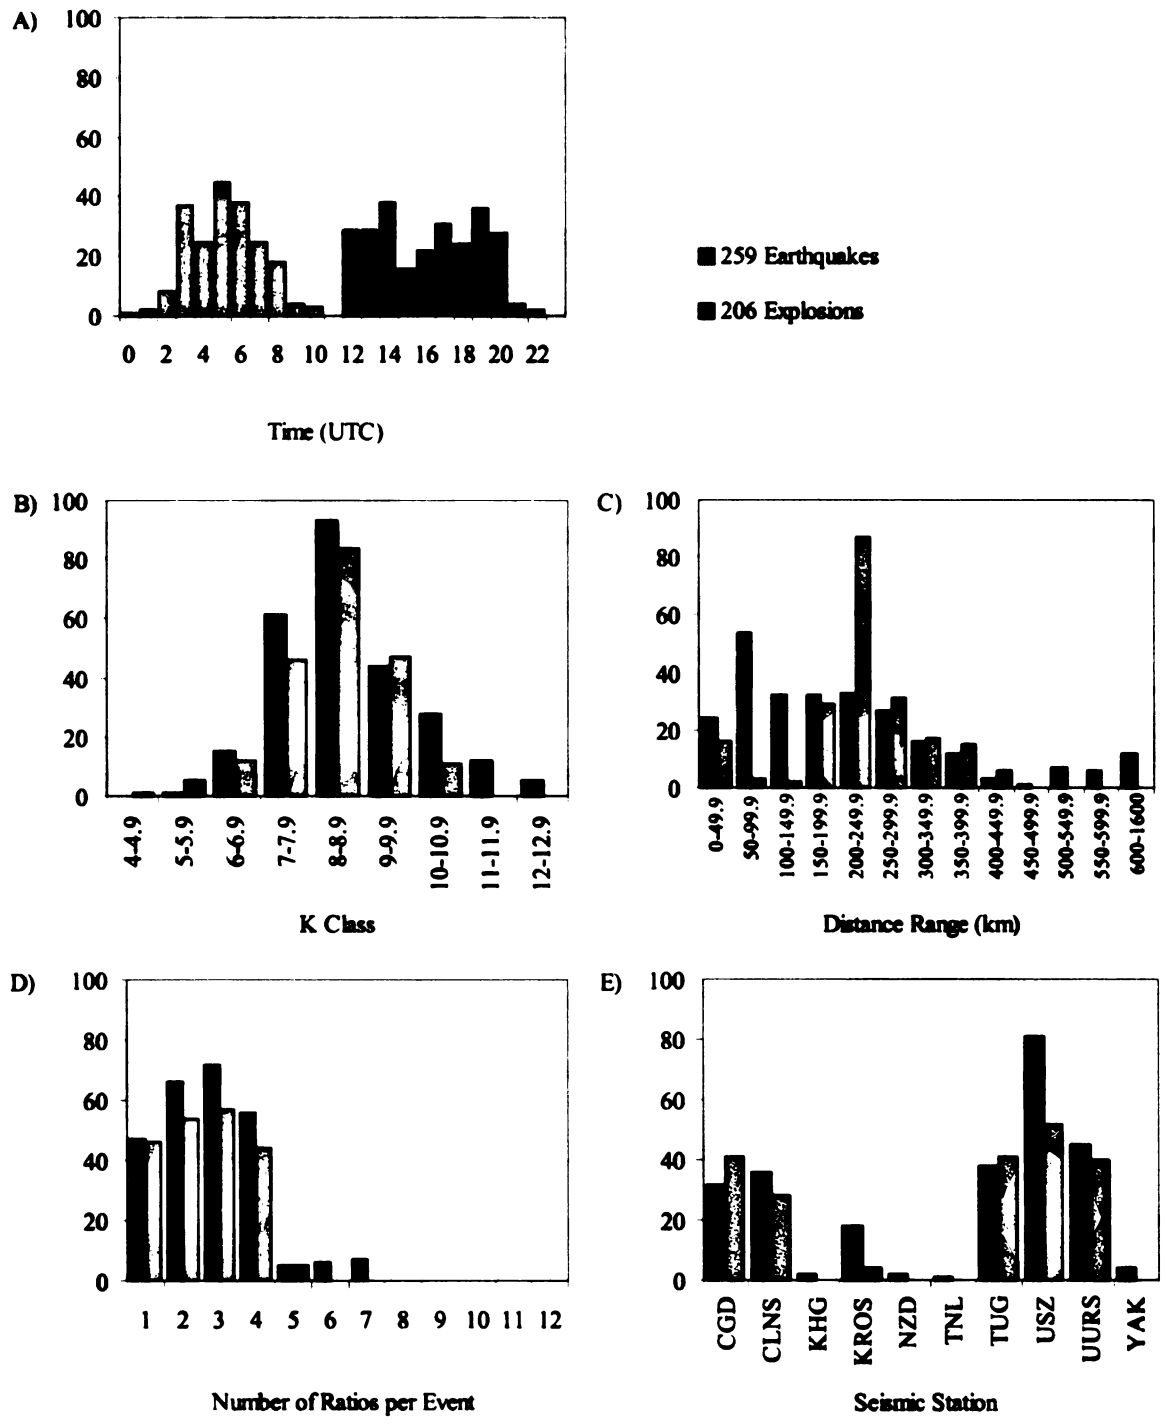 A)
100
80
60
40
20
0
0 2 4 6 8 10 12 14 16 18 20 22
Time (UTC)
259 Earthquakes
206 Explosions
B)
100
80
60
40
20
0
4-4.9 5-5.9 6-6.9 7-7.9 8-8.9 9-9.9 10-10.9 11-11.9 12-12.9
K Class
C)
100
80
60
40
20
0
0-49.9 50-99.9 100-149.9 150-199.9 200-249.9 250-299.9 300-349.9 350-399.9 400-449.9 450-499.9 500-549.9 550-599.9 600-1600
Distance Range (km)
D)
100
80
60
40
20
0
1 2 3 4 5 6 7 8 9 10 11 12
Number of Ratios per Event
E)
100
80
60
40
20
0
CGD CLNS KHG KROS NZD TNL TUG USZ UURS YAK
Seismic Station